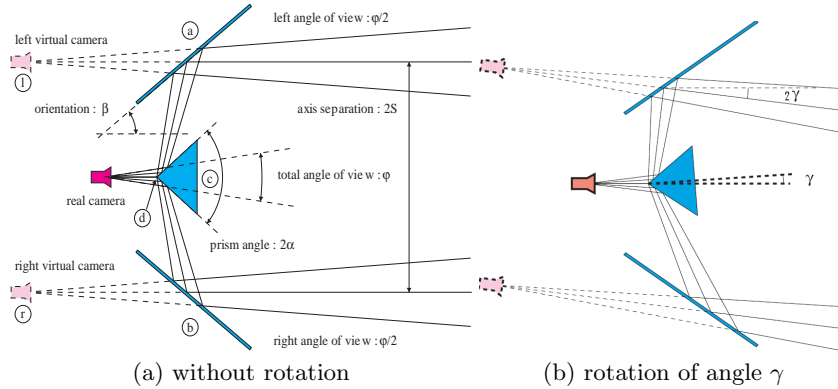 left angle of view : φ/2
a
left virtual camera
l
orientation : β
axis separation : 2S
2γ
c
total angle of view : φ
real camera
d
γ
prism angle : 2α
right virtual camera
r
b
right angle of view : φ/2
(a) without rotation
(b) rotation of angle γ